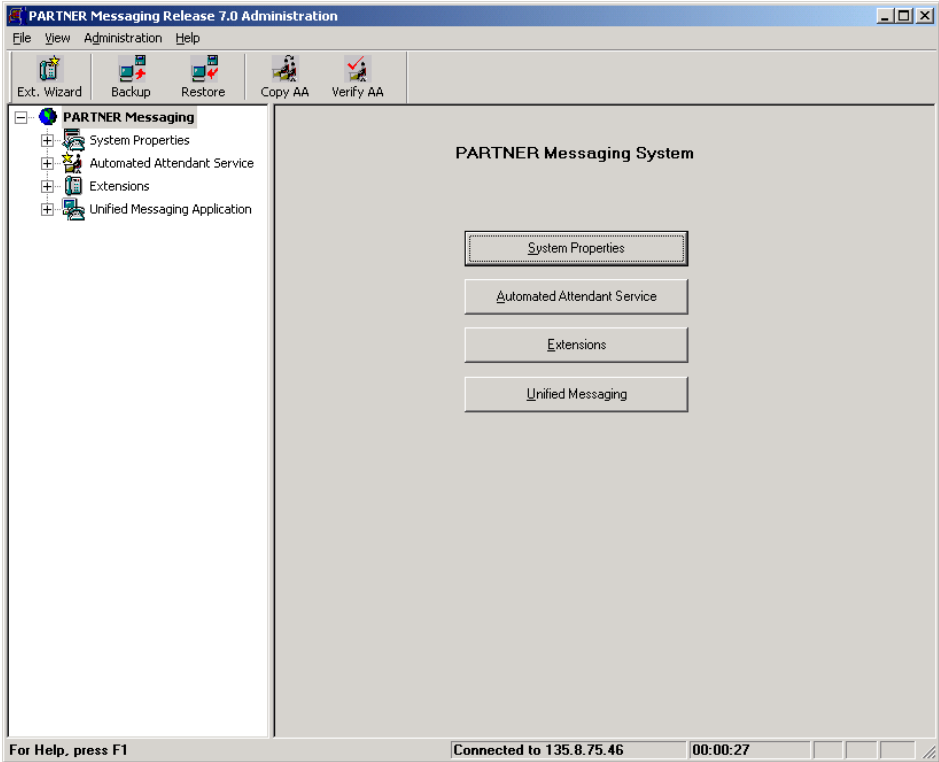 PARTNER Messaging Release 7.0 Administration
File View Administration Help
Ext. Wizard Backup Restore Copy AA Verify AA
PARTNER Messaging
System Properties
Automated Attendant Service
Extensions
Unified Messaging Application
PARTNER Messaging System
System Properties
Automated Attendant Service
Extensions
Unified Messaging
For Help, press F1 Connected to 135.8.75.46 00:00:27